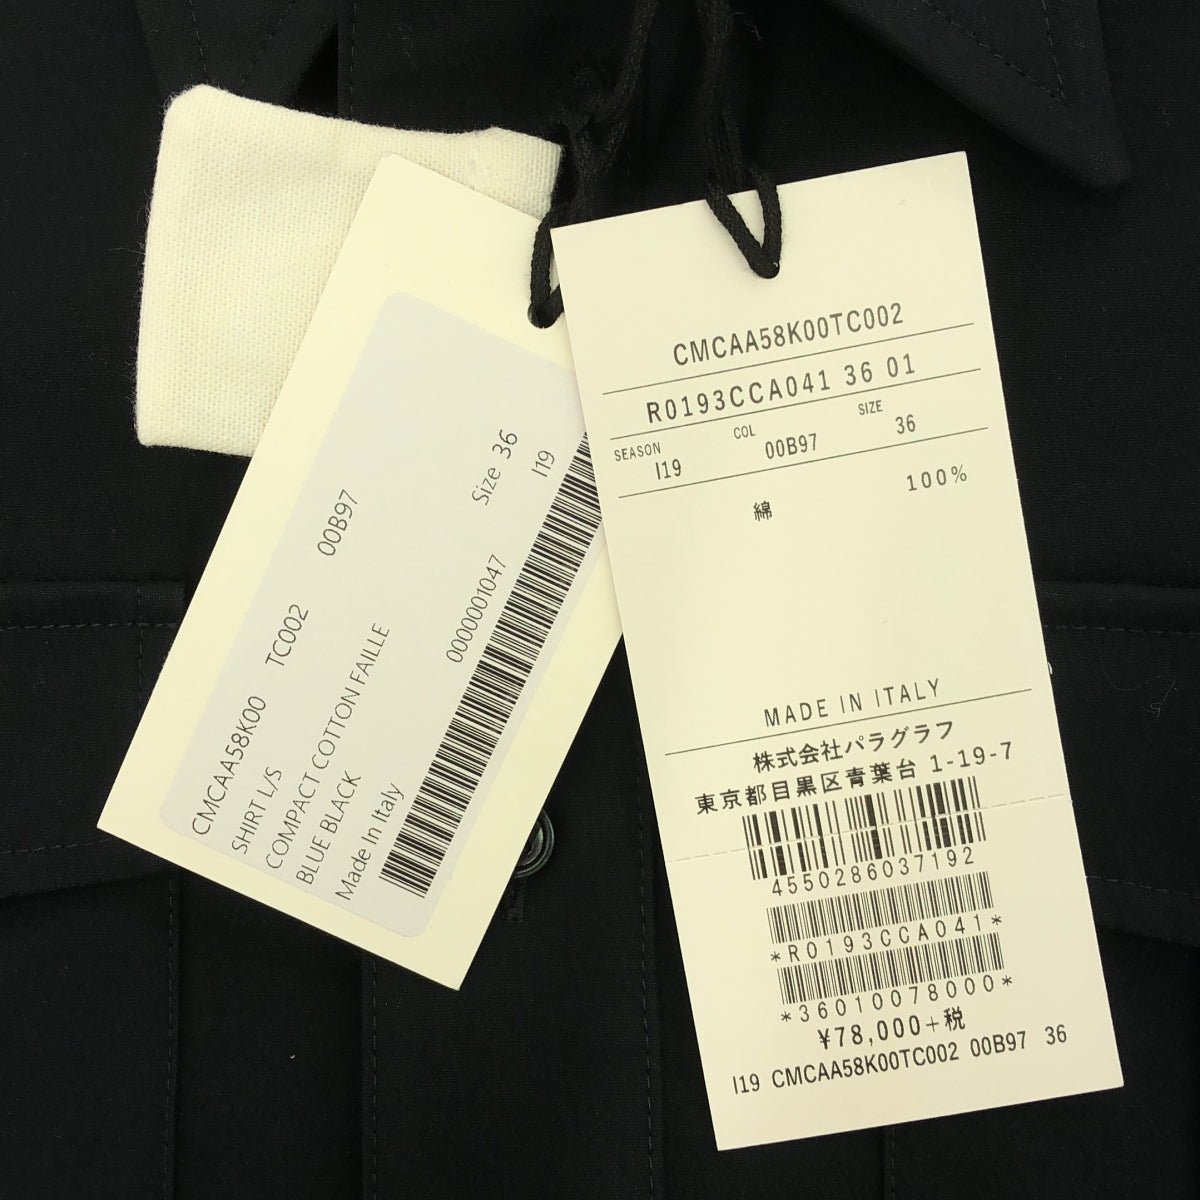 CMCAA58K00 TC002 00B97
SHIRT L/S
COMPACT COTTON FAILLE
BLUE BLACK
Made In Italy
Size 36
0000001047 I19
CMCAA58K00TC002
R0193CCA041 36 01
SEASON COL SIZE
I19 00B97 36
綿 100%
MADE IN ITALY
株式会社パラグラフ
東京都目黒区青葉台 1-19-7
4550286037192
*R0193CCA041*
*36010078000*
¥78,000+税
I19 CMCAA58K00TC002 00B97 36